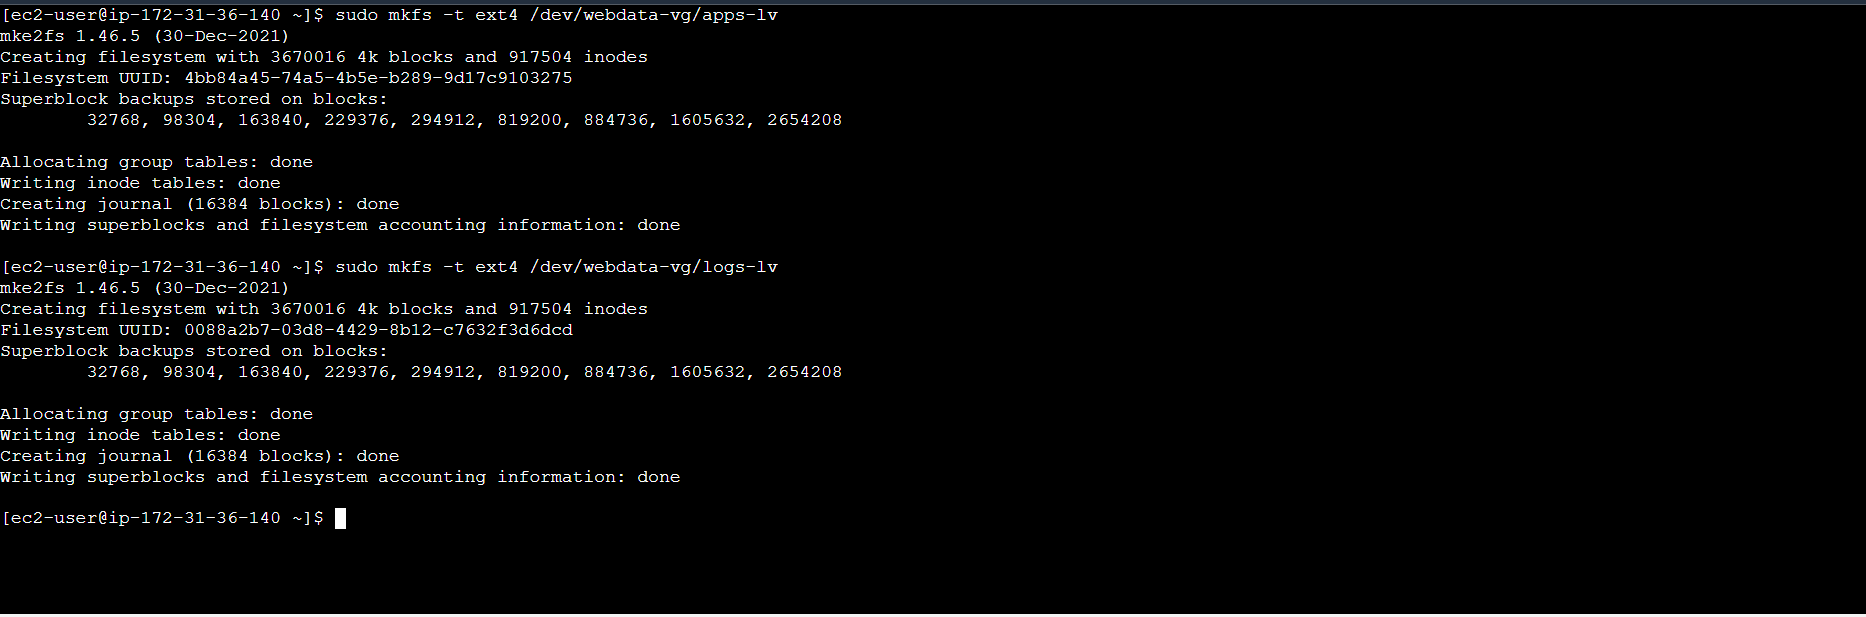 [ec2-user@ip-172-31-36-140 ~]$ sudo mkfs -t ext4 /dev/webdata-vg/apps-lv
mke2fs 1.46.5 (30-Dec-2021)
Creating filesystem with 3670016 4k blocks and 917504 inodes
Filesystem UUID: 4bb84a45-74a5-4b5e-b289-9d17c9103275
Superblock backups stored on blocks:
        32768, 98304, 163840, 229376, 294912, 819200, 884736, 1605632, 2654208

Allocating group tables: done
Writing inode tables: done
Creating journal (16384 blocks): done
Writing superblocks and filesystem accounting information: done

[ec2-user@ip-172-31-36-140 ~]$ sudo mkfs -t ext4 /dev/webdata-vg/logs-lv
mke2fs 1.46.5 (30-Dec-2021)
Creating filesystem with 3670016 4k blocks and 917504 inodes
Filesystem UUID: 0088a2b7-03d8-4429-8b12-c7632f3d6dcd
Superblock backups stored on blocks:
        32768, 98304, 163840, 229376, 294912, 819200, 884736, 1605632, 2654208

Allocating group tables: done
Writing inode tables: done
Creating journal (16384 blocks): done
Writing superblocks and filesystem accounting information: done

[ec2-user@ip-172-31-36-140 ~]$